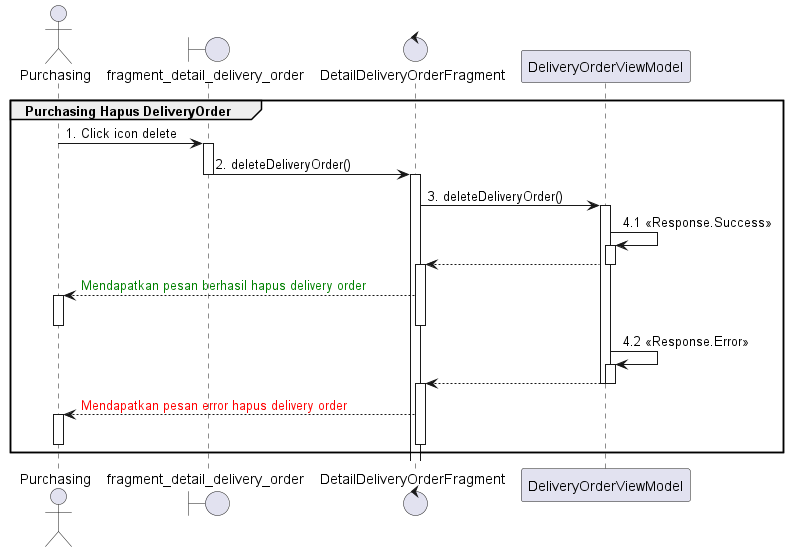 Purchasing
fragment_detail_delivery_order
DetailDeliveryOrderFragment
DeliveryOrderViewModel
Purchasing Hapus DeliveryOrder
1. Click icon delete
2. deleteDeliveryOrder()
3. deleteDeliveryOrder()
4.1 «Response.Success»
Mendapatkan pesan berhasil hapus delivery order
4.2 «Response.Error»
Mendapatkan pesan error hapus delivery order
Purchasing
fragment_detail_delivery_order
DetailDeliveryOrderFragment
DeliveryOrderViewModel